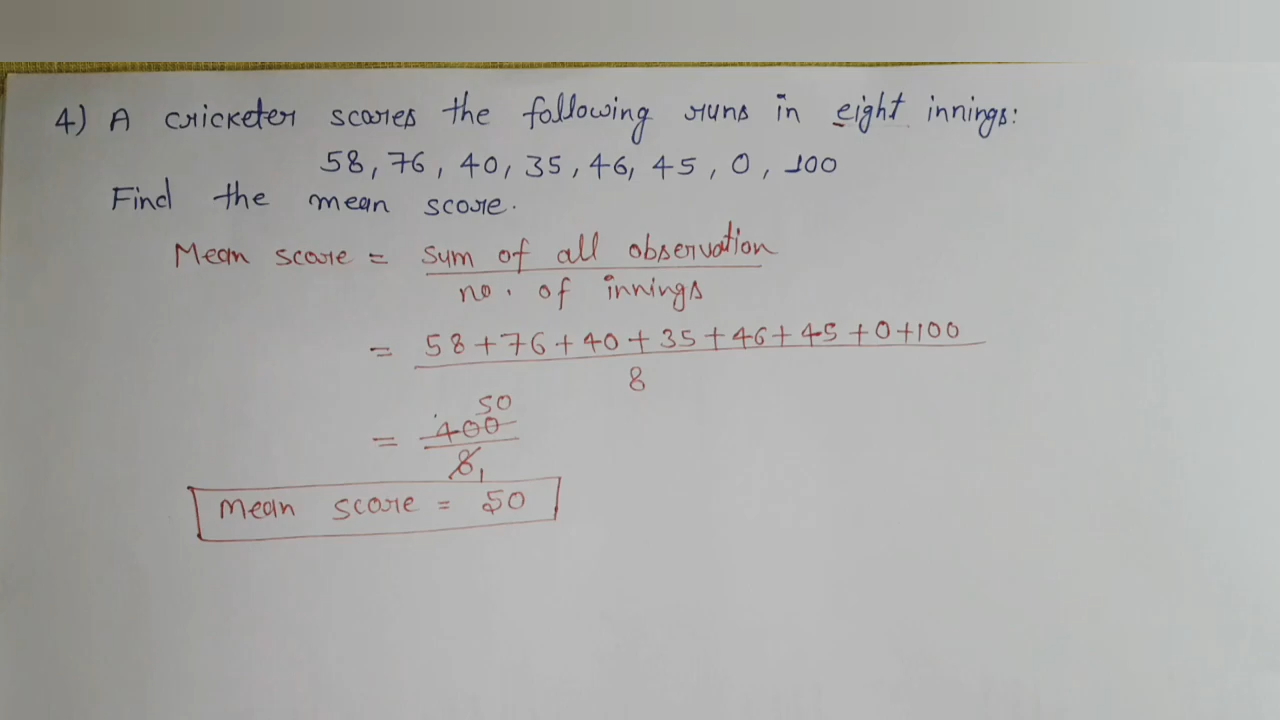 4) A cricketer scores the following runs in eight innings:
58, 76, 40, 35, 46, 45, 0, 100
Find the mean score.
Mean score = sum of all observation
no. of innings
= 58+76+40+35+46+45+0+100
8
50
= 400
8 1
Mean score = 50